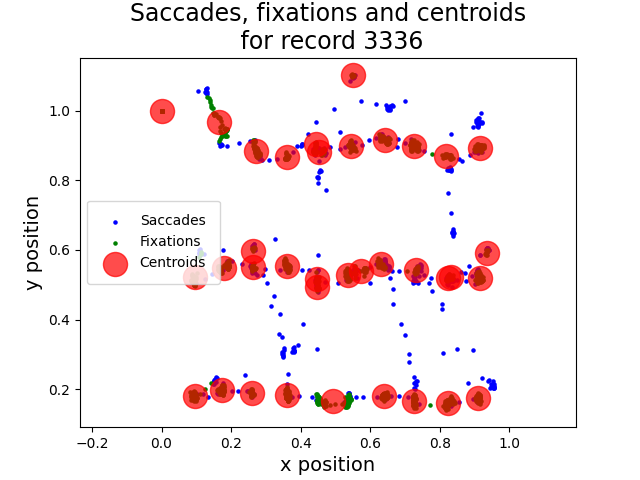 Saccades, fixations and centroids
for record 3336
y position
1.0
0.8
0.6
0.4
0.2
Saccades
Fixations
Centroids
−0.2
0.0
0.2
0.4
0.6
0.8
1.0
x position